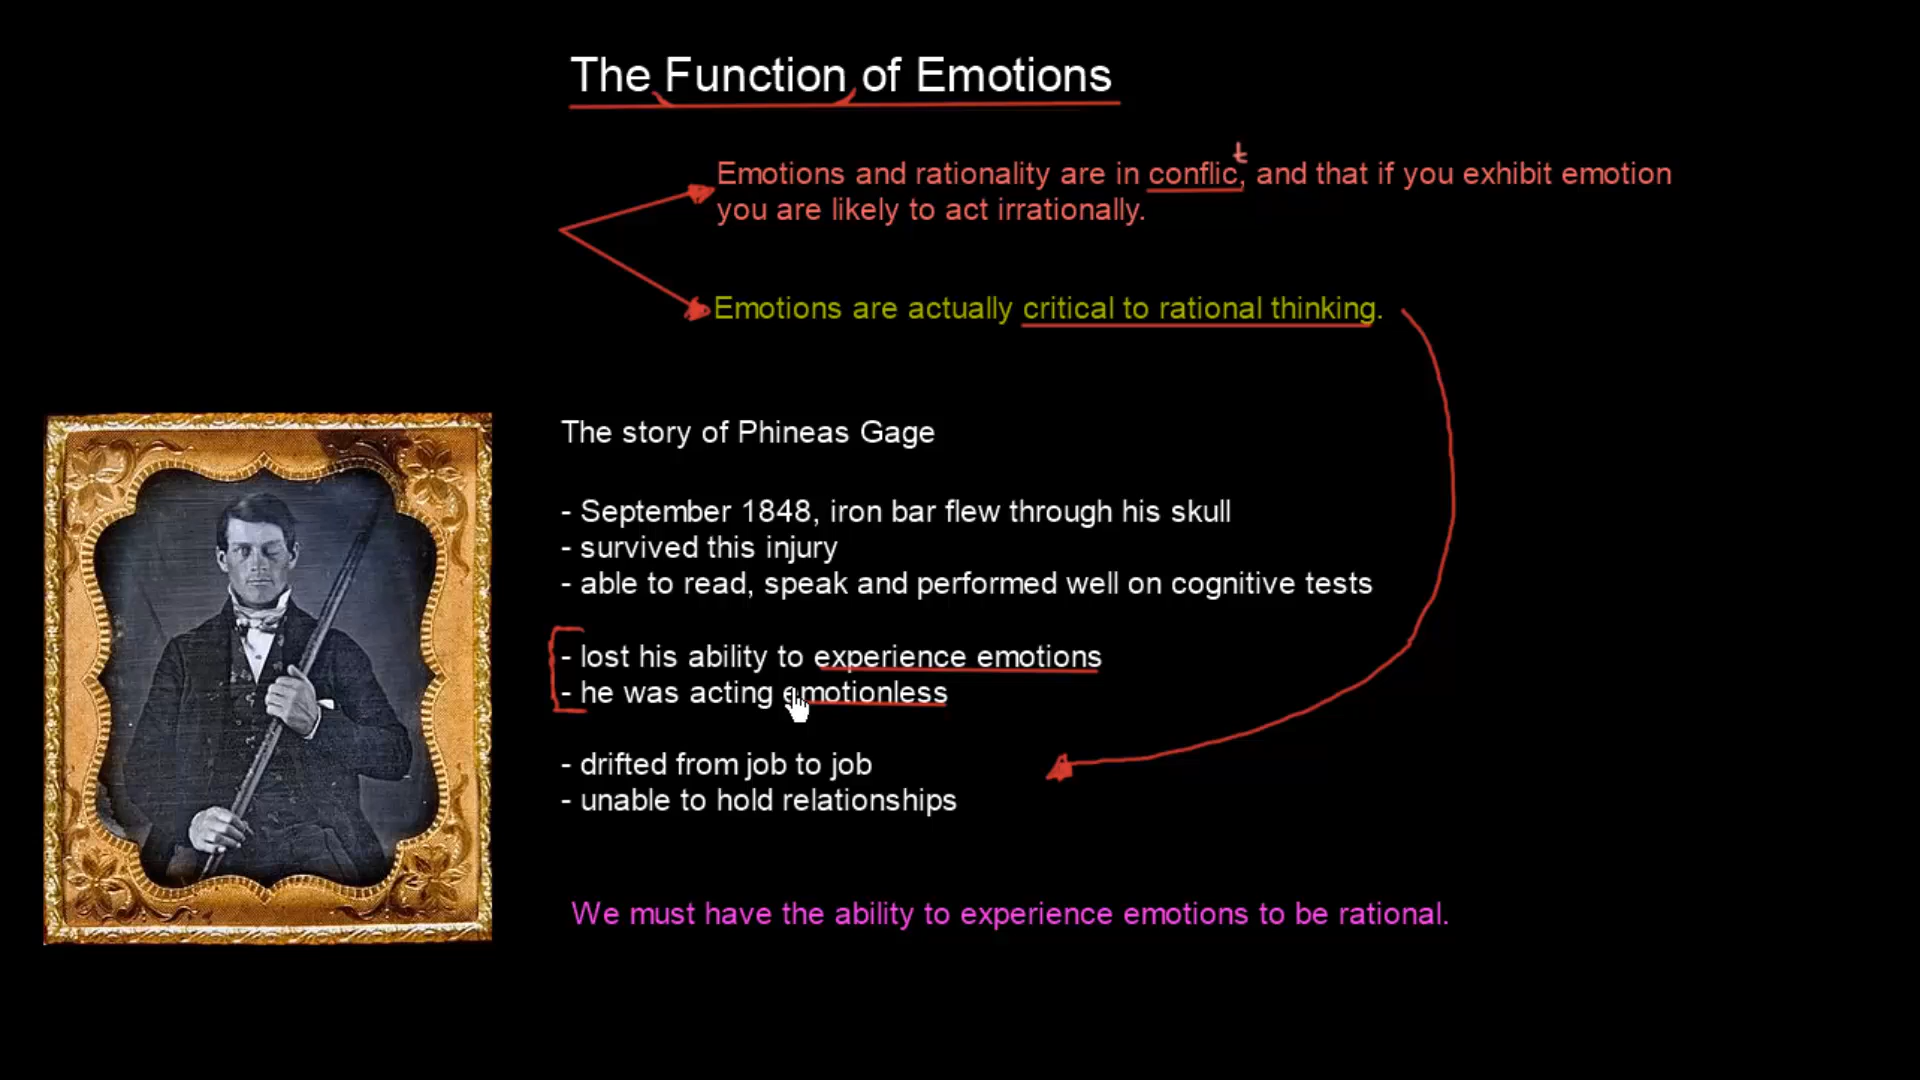 The Function of Emotions
Emotions and rationality are in conflict, and that if you exhibit emotion
you are likely to act irrationally.
Emotions are actually critical to rational thinking.
The story of Phineas Gage
- September 1848, iron bar flew through his skull
- survived this injury
- able to read, speak and performed well on cognitive tests
- lost his ability to experience emotions
- he was acting emotionless
- drifted from job to job
- unable to hold relationships
We must have the ability to experience emotions to be rational.